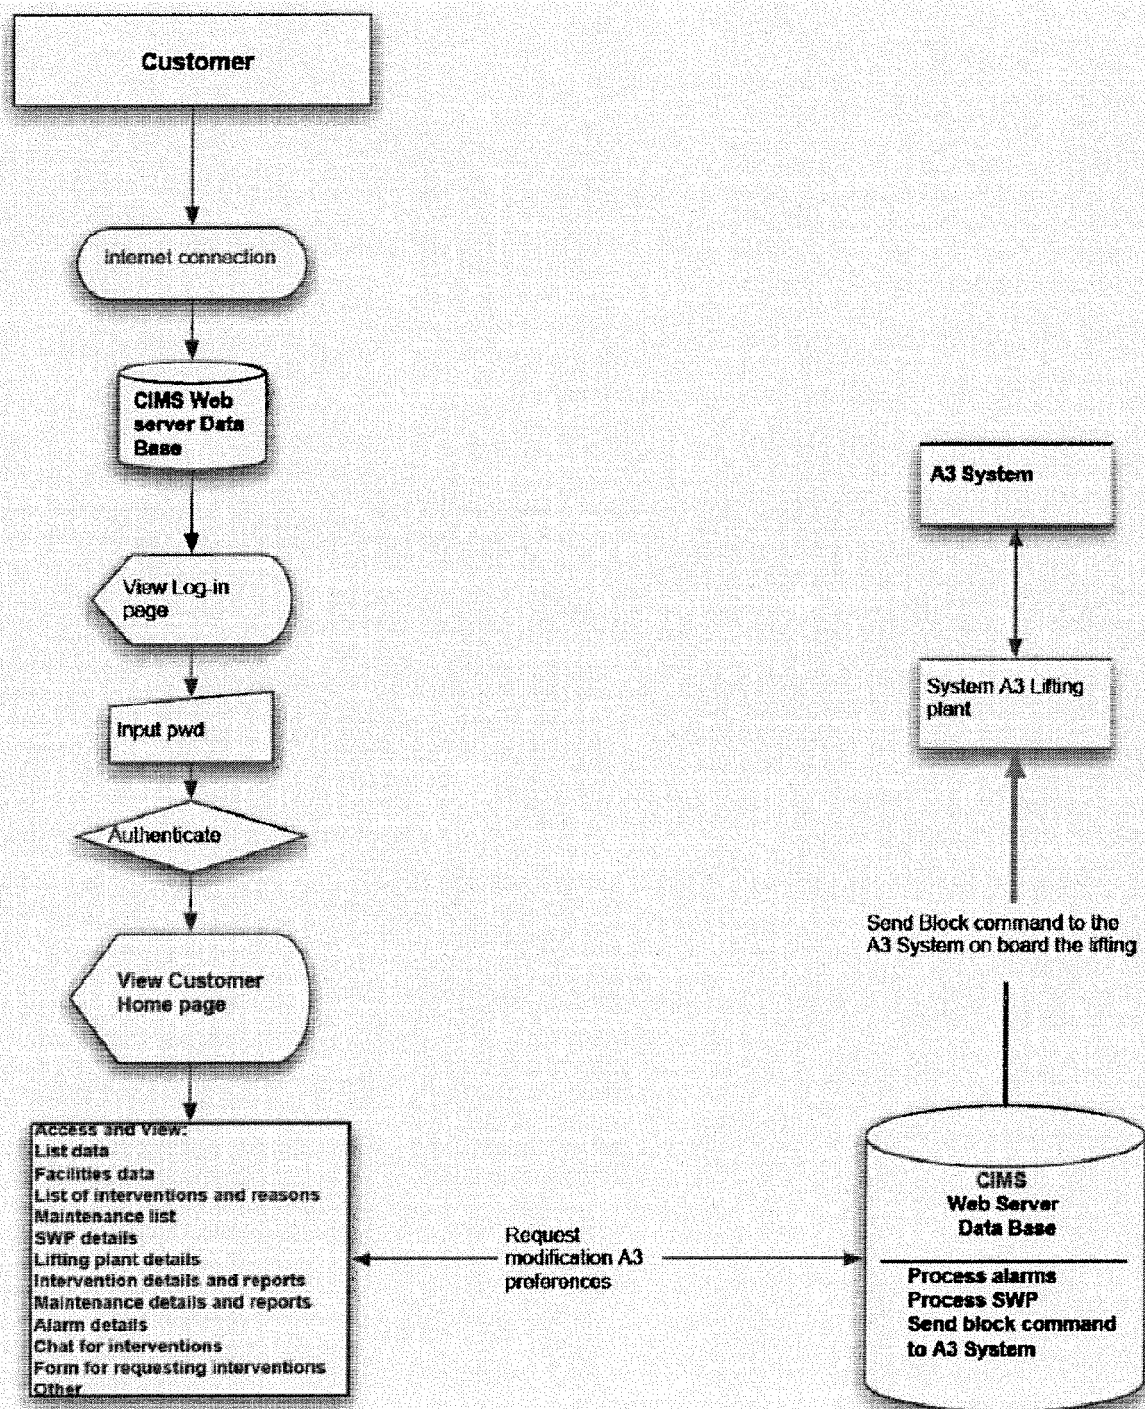 Customer
Internet connection
CIMS Web
server Data
Base
View Log-in
page
Input pwd
Authenticate
View Customer
Home page
Access and View:
List data
Facilities data
List of interventions and reasons
Maintenance list
SWP details
Lifting plant details
Intervention details and reports
Maintenance details and reports
Alarm details
Chat for interventions
Form for requesting interventions
Other
Request
modification A3
preferences
A3 System
System A3 Lifting
plant
Send Block command to the
A3 System on board the lifting
CIMS
Web Server
Data Base
Process alarms
Process SWP
Send block command
to A3 System